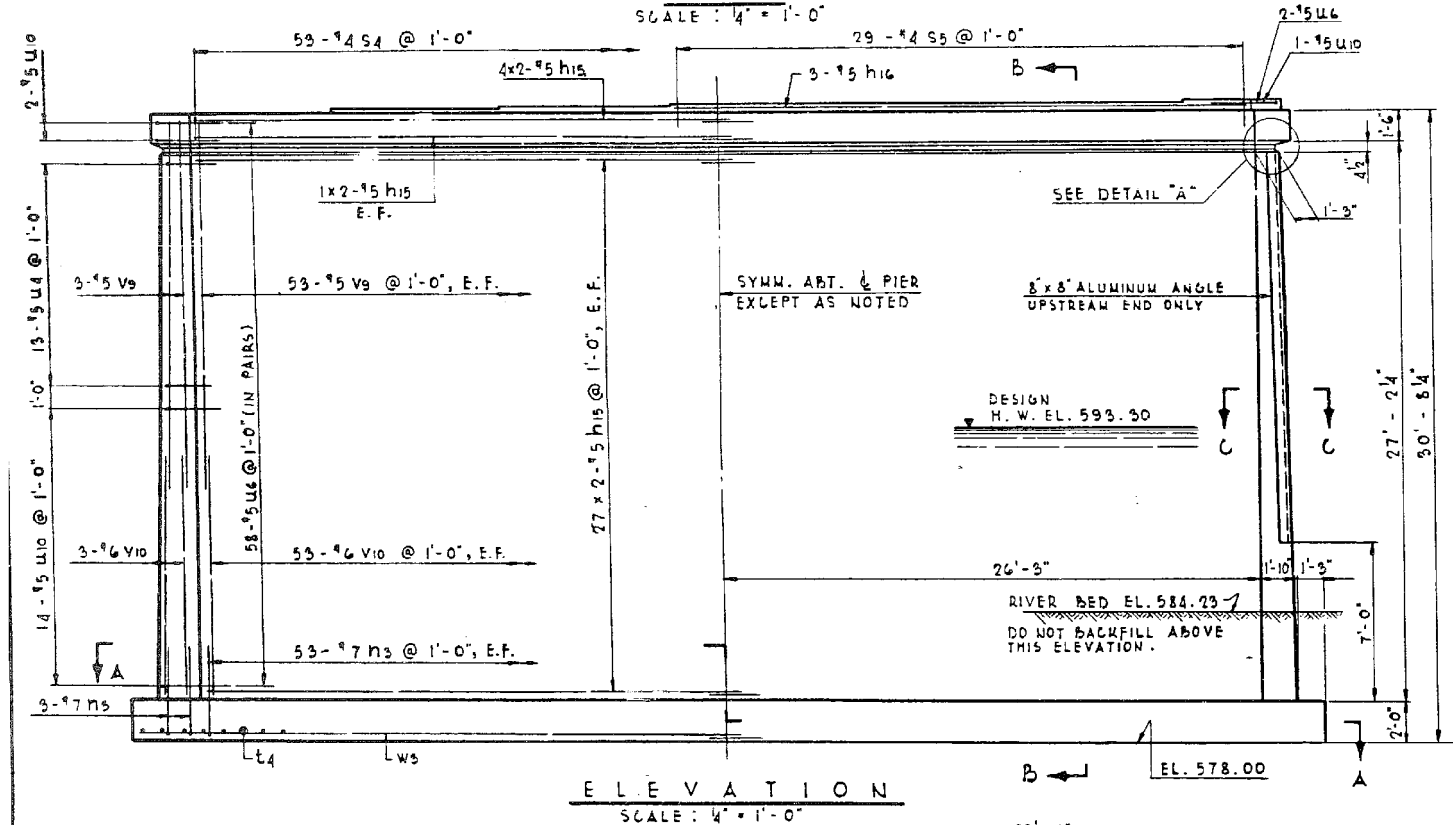 SCALE : 1/4" = 1'-0"
2-#5 U6
1-#5 U10
53-#4 S4 @ 1'-0"
29-#4 S5 @ 1'-0"
B
2-#5 U10
4x2-#5 h15
3-#5 h16
1'-6"
4 1/2"
1x2-#5 h15
E.F.
SEE DETAIL "A"
1'-3"
13-#5 U4 @ 1'-0"
3-#5 V9
53-#5 V9 @ 1'-0", E.F.
SYMM. ABT. ℄ PIER
EXCEPT AS NOTED
8"x8" ALUMINUM ANGLE
UPSTREAM END ONLY
58-#5 U6 @ 1'-0" (IN PAIRS)
27 x 2-#5 h15 @ 1'-0", E.F.
1'-0"
DESIGN
H.W. EL. 593.30
C
C
27'-2 1/4"
30'-8 1/4"
14-#5 U10 @ 1'-0"
3-#6 V10
53-#6 V10 @ 1'-0", E.F.
26'-3"
1'-10"
1'-3"
RIVER BED EL. 584.23
DO NOT BACKFILL ABOVE
THIS ELEVATION.
7'-0"
A
53-#7 n3 @ 1'-0", E.F.
3-#7 n3
2'-0"
t4
w3
B
EL. 578.00
A
ELEVATION
SCALE : 1/4" = 1'-0"